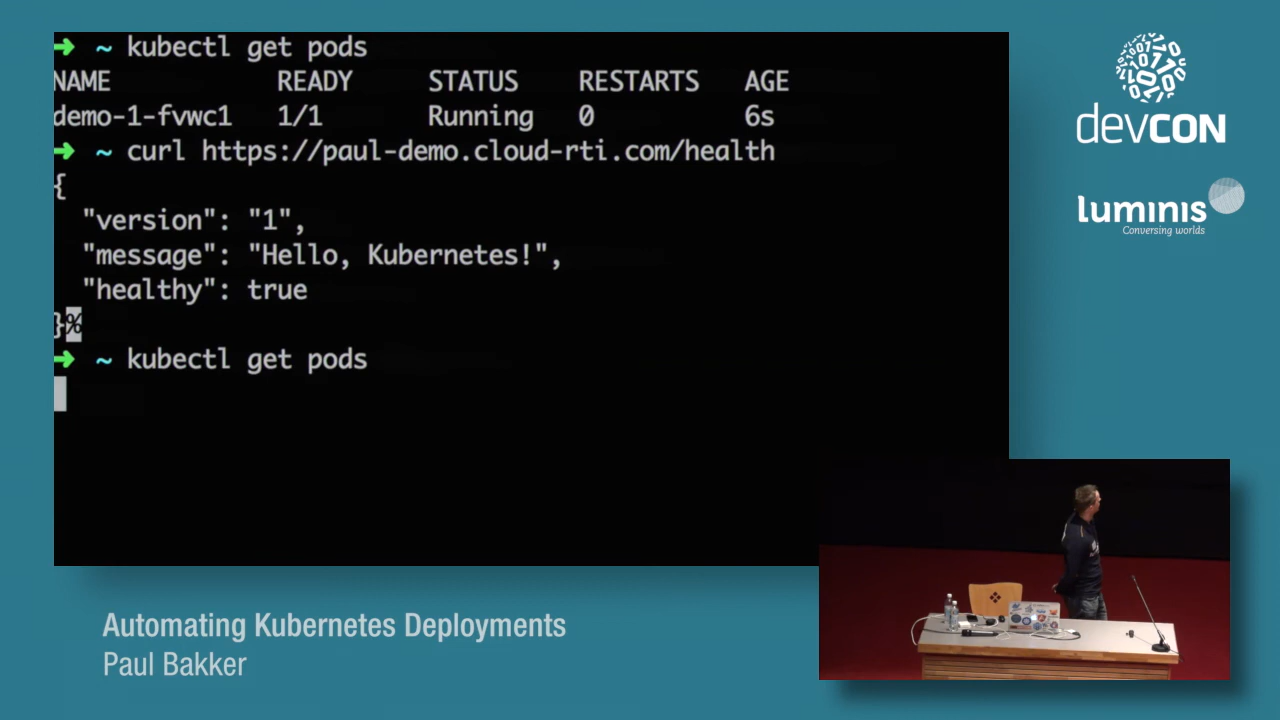 ➜ ~ kubectl get pods
NAME READY STATUS RESTARTS AGE
demo-1-fvwc1 1/1 Running 0 6s
➜ ~ curl https://paul-demo.cloud-rti.com/health
{
"version": "1",
"message": "Hello, Kubernetes!",
"healthy": true
}%
➜ ~ kubectl get pods
devCON
luminis
Conversing worlds
Automating Kubernetes Deployments
Paul Bakker